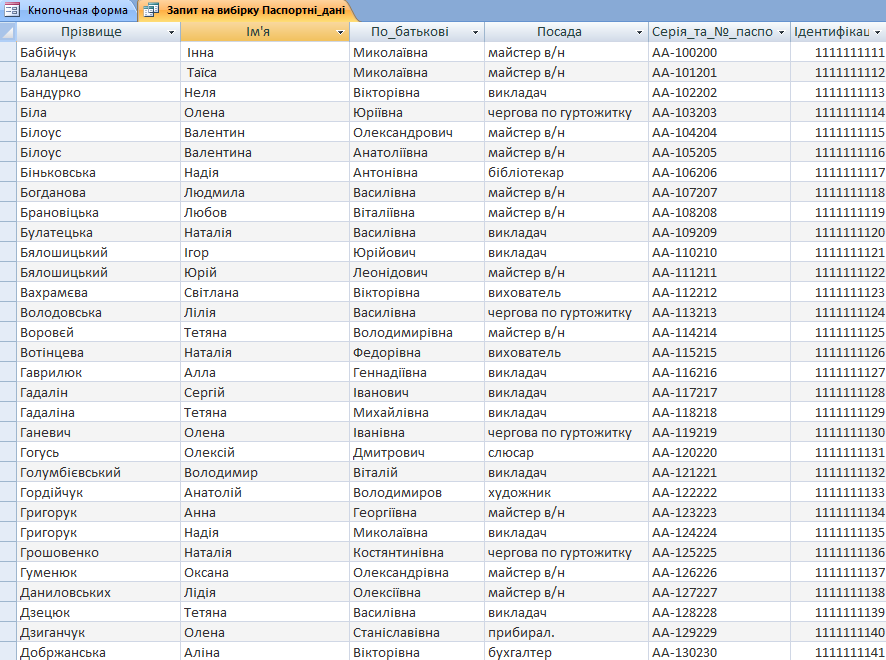 Кнопочная форма Запит на вибірку Паспортні_дані
Прізвище Ім'я По_батькові Посада Серія_та_№_паспо Ідентифікац
Бабійчук Інна Миколаївна майстер в/н АА-100200 1111111111
Баланцева Таїса Миколаївна майстер в/н АА-101201 1111111112
Бандурко Неля Вікторівна викладач АА-102202 1111111113
Біла Олена Юріївна чергова по гуртожитку АА-103203 1111111114
Білоус Валентин Олександрович майстер в/н АА-104204 1111111115
Білоус Валентина Анатоліївна майстер в/н АА-105205 1111111116
Біньковська Надія Антонівна бібліотекар АА-106206 1111111117
Богданова Людмила Василівна майстер в/н АА-107207 1111111118
Брановіцька Любов Віталіївна майстер в/н АА-108208 1111111119
Булатецька Наталія Василівна викладач АА-109209 1111111120
Бялошицький Ігор Юрійович викладач АА-110210 1111111121
Бялошицький Юрій Леонідович майстер в/н АА-111211 1111111122
Вахрамєва Світлана Вікторівна вихователь АА-112212 1111111123
Володовська Лілія Василівна чергова по гуртожитку АА-113213 1111111124
Воровєй Тетяна Володимирівна майстер в/н АА-114214 1111111125
Вотінцева Наталія Федорівна вихователь АА-115215 1111111126
Гаврилюк Алла Геннадіївна викладач АА-116216 1111111127
Гадалін Сергій Іванович викладач АА-117217 1111111128
Гадаліна Тетяна Михайлівна викладач АА-118218 1111111129
Ганевич Олена Іванівна чергова по гуртожитку АА-119219 1111111130
Гогусь Олексій Дмитрович слюсар АА-120220 1111111131
Голумбієвський Володимир Віталій викладач АА-121221 1111111132
Гордійчук Анатолій Володимиров художник АА-122222 1111111133
Григорук Анна Георгіївна майстер в/н АА-123223 1111111134
Григорук Надія Миколаївна викладач АА-124224 1111111135
Грошовенко Наталія Костянтинівна чергова по гуртожитку АА-125225 1111111136
Гуменюк Оксана Олександрівна майстер в/н АА-126226 1111111137
Даниловських Лідія Олексіївна майстер в/н АА-127227 1111111138
Дзецюк Тетяна Василівна викладач АА-128228 1111111139
Дзиганчук Олена Станіславівна прибирал. АА-129229 1111111140
Добржанська Аліна Вікторівна бухгалтер АА-130230 1111111141